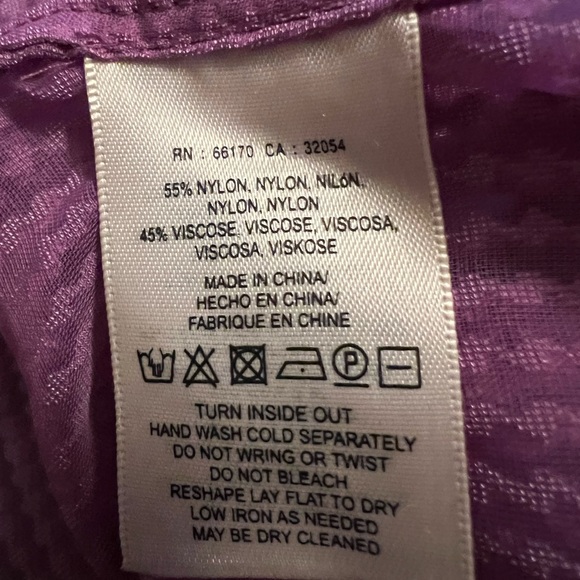 RN : 66170 CA : 32054
55% NYLON, NYLON, NILÓN,
NYLON, NYLON
45% VISCOSE, VISCOSE, VISCOSA,
VISCOSA, VISKOSE
MADE IN CHINA/
HECHO EN CHINA/
FABRIQUE EN CHINE
P
TURN INSIDE OUT
HAND WASH COLD SEPARATELY
DO NOT WRING OR TWIST
DO NOT BLEACH
RESHAPE LAY FLAT TO DRY
LOW IRON AS NEEDED
MAY BE DRY CLEANED